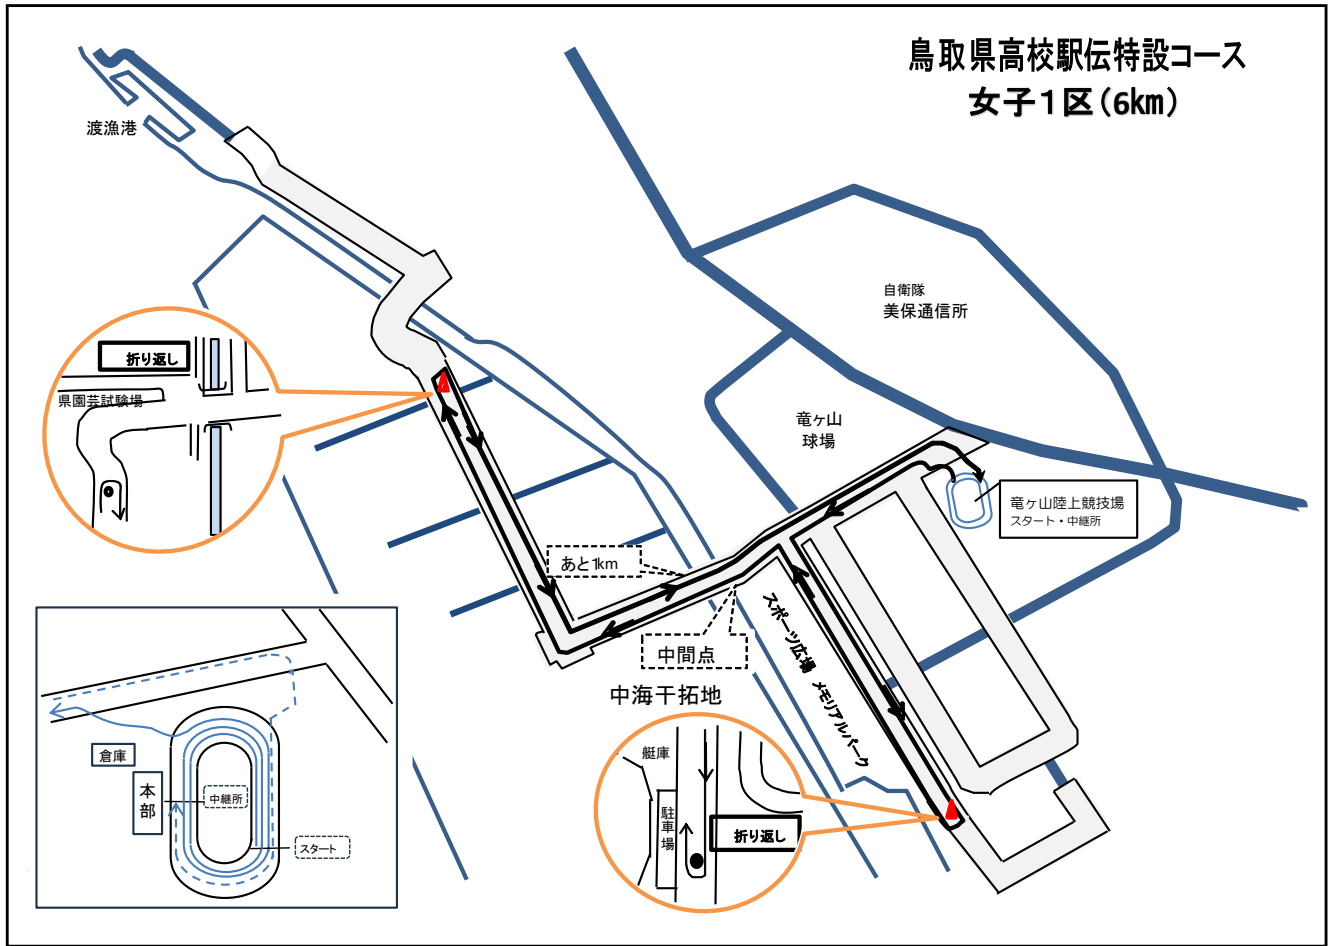 鳥取県高校駅伝特設コース
女子1区(6km)
渡漁港
自衛隊
美保通信所
折り返し
県園芸試験場
竜ヶ山
球場
竜ヶ山陸上競技場
スタート・中継所
あと1km
中間点
スポーツ広場 メモリアルパーク
中海干拓地
倉庫
本部
中継所
スタート
艇庫
駐車場
折り返し